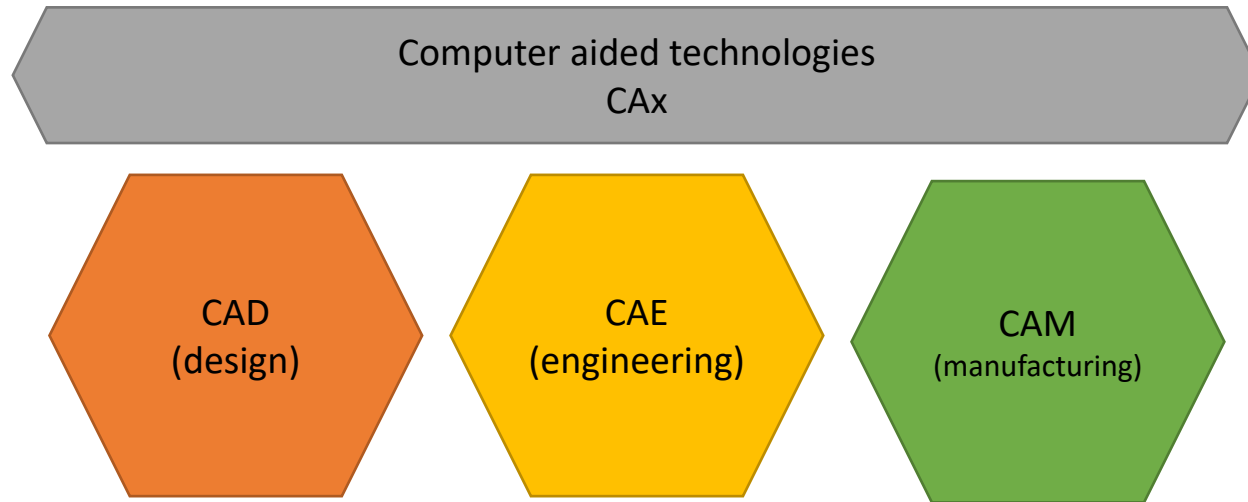 Computer aided technologies
CAx
CAD
(design)
CAE
(engineering)
CAM
(manufacturing)